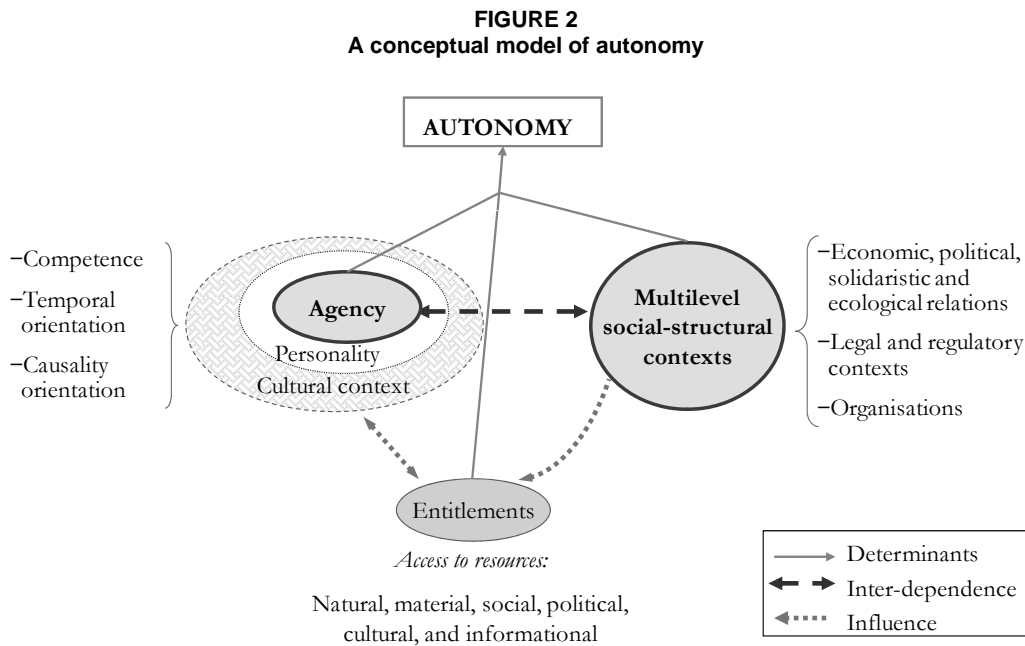 FIGURE 2
A conceptual model of autonomy
AUTONOMY
−Competence
−Temporal
orientation
−Causality
orientation
Agency
Personality
Cultural context
Multilevel
social-structural
contexts
−Economic, political,
solidaristic and
ecological relations
−Legal and regulatory
contexts
−Organisations
Entitlements
Access to resources:
Natural, material, social, political,
cultural, and informational
Determinants
Inter-dependence
Influence